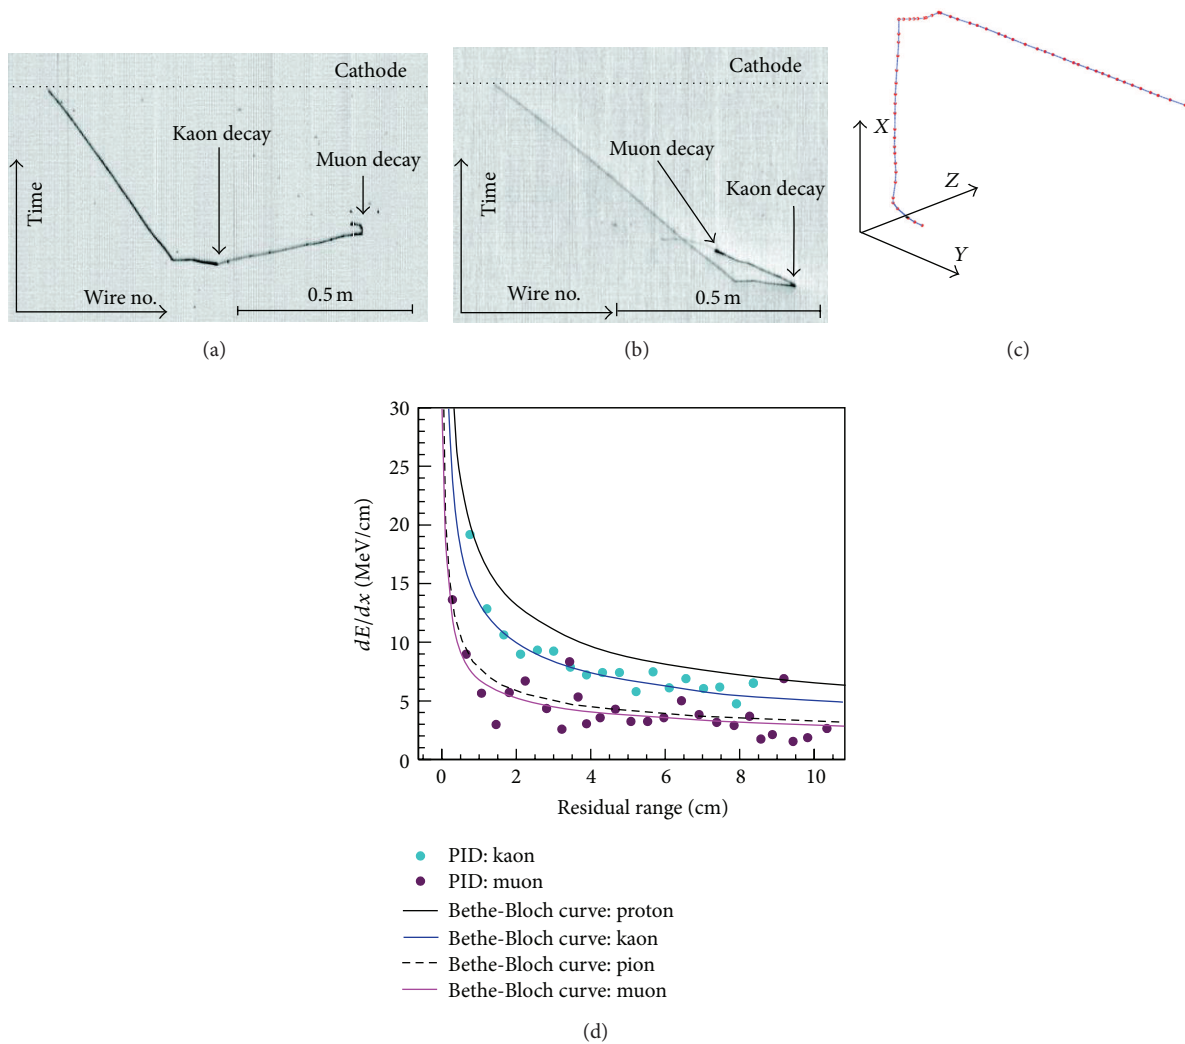 Cathode
Kaon decay
Muon decay
Time
Wire no.
0.5 m
(a)
Cathode
Muon decay
Kaon decay
Time
Wire no.
0.5 m
(b)
X
Z
Y
(c)
30
25
20
15
10
5
0
dE/dx (MeV/cm)
0 2 4 6 8 10
Residual range (cm)
PID: kaon
PID: muon
Bethe-Bloch curve: proton
Bethe-Bloch curve: kaon
Bethe-Bloch curve: pion
Bethe-Bloch curve: muon
(d)